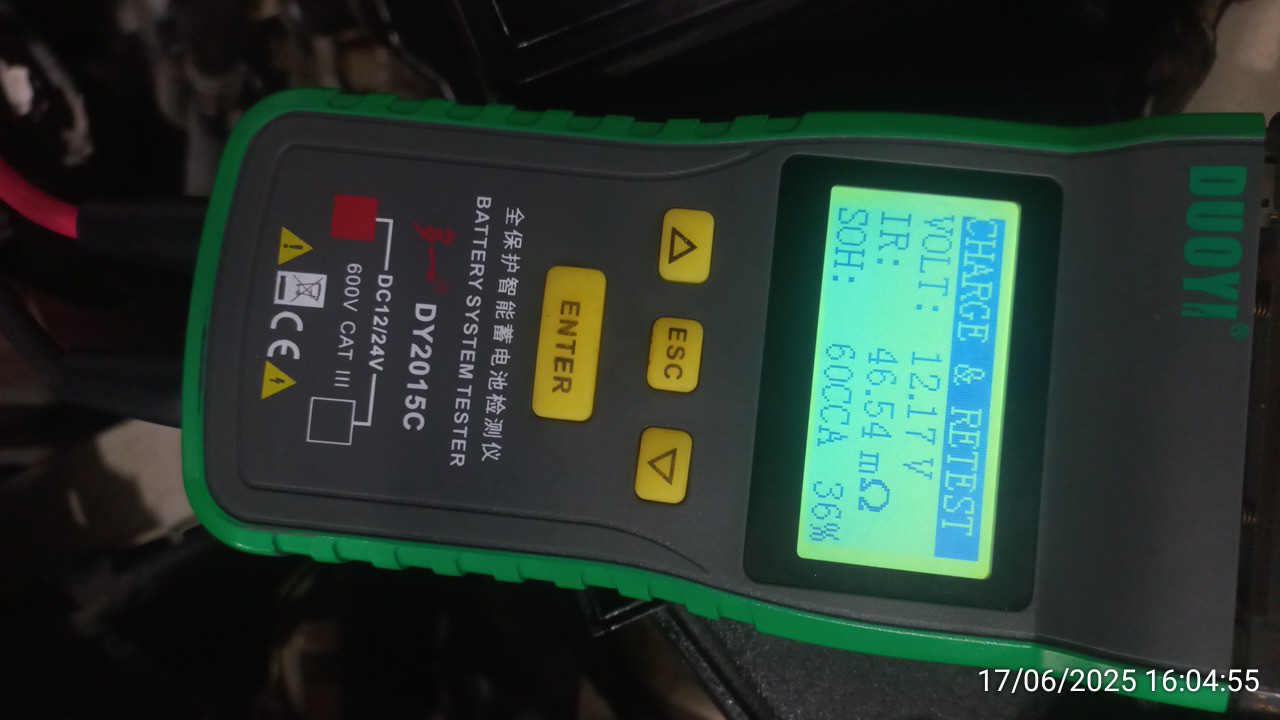 DUOYI®
CHARGE & RETEST
VOLT: 12.17 V
IR: 46.54 mΩ
SOH: 60CCA 36%
ESC
ENTER
全保护智能蓄电池检测仪
BATTERY SYSTEM TESTER
DY2015C
DC12/24V
600V CAT III
CE
17/06/2025 16:04:55